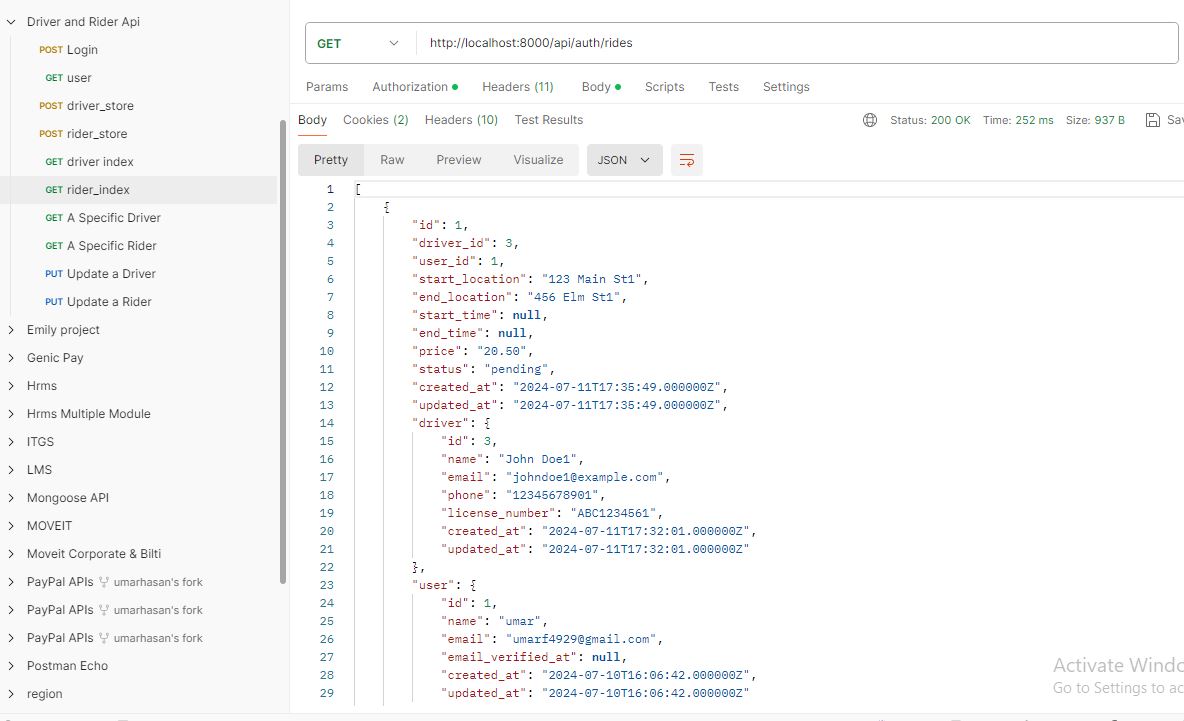 Driver and Rider Api
POST Login
GET user
POST driver_store
POST rider_store
GET driver index
GET rider_index
GET A Specific Driver
GET A Specific Rider
PUT Update a Driver
PUT Update a Rider
Emily project
Genic Pay
Hrms
Hrms Multiple Module
ITGS
LMS
Mongoose API
MOVEIT
Moveit Corporate & Bilti
PayPal APIs umarhasan's fork
PayPal APIs umarhasan's fork
PayPal APIs umarhasan's fork
Postman Echo
region
GET http://localhost:8000/api/auth/rides
Params Authorization Headers (11) Body Scripts Tests Settings
Body Cookies (2) Headers (10) Test Results Status: 200 OK Time: 252 ms Size: 937 B Sav
Pretty Raw Preview Visualize JSON
1 [
2 {
3 "id": 1,
4 "driver_id": 3,
5 "user_id": 1,
6 "start_location": "123 Main St1",
7 "end_location": "456 Elm St1",
8 "start_time": null,
9 "end_time": null,
10 "price": "20.50",
11 "status": "pending",
12 "created_at": "2024-07-11T17:35:49.000000Z",
13 "updated_at": "2024-07-11T17:35:49.000000Z",
14 "driver": {
15 "id": 3,
16 "name": "John Doe1",
17 "email": "johndoe1@example.com",
18 "phone": "12345678901",
19 "license_number": "ABC1234561",
20 "created_at": "2024-07-11T17:32:01.000000Z",
21 "updated_at": "2024-07-11T17:32:01.000000Z"
22 },
23 "user": {
24 "id": 1,
25 "name": "umar",
26 "email": "umarf4929@gmail.com",
27 "email_verified_at": null,
28 "created_at": "2024-07-10T16:06:42.000000Z",
29 "updated_at": "2024-07-10T16:06:42.000000Z"
Activate Windo
Go to Settings to ac